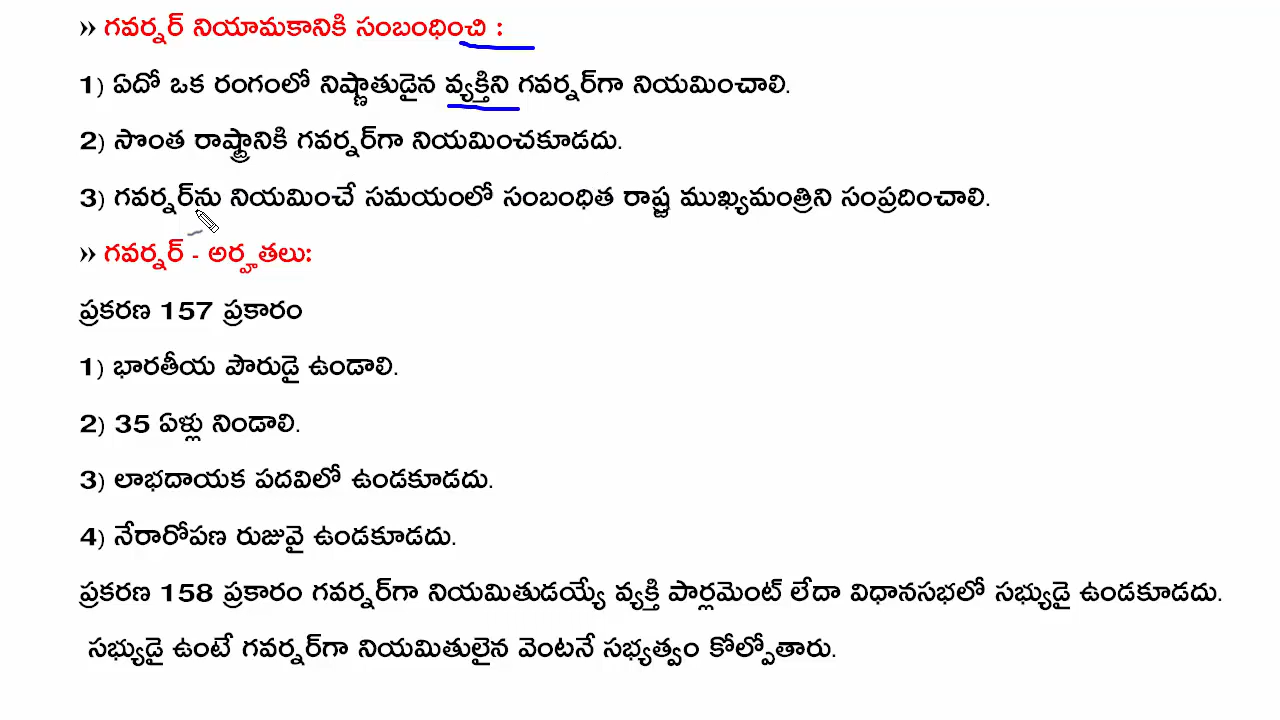 ›› గవర్నర్ నియామకానికి సంబంధించి :
1) ఏదో ఒక రంగంలో నిష్ణాతుడైన వ్యక్తిని గవర్నర్‌గా నియమించాలి.
2) సొంత రాష్ట్రానికి గవర్నర్‌గా నియమించకూడదు.
3) గవర్నర్‌ను నియమించే సమయంలో సంబంధిత రాష్ట్ర ముఖ్యమంత్రిని సంప్రదించాలి.
›› గవర్నర్ - అర్హతలు:
ప్రకరణ 157 ప్రకారం
1) భారతీయ పౌరుడై ఉండాలి.
2) 35 ఏళ్లు నిండాలి.
3) లాభదాయక పదవిలో ఉండకూడదు.
4) నేరారోపణ రుజువై ఉండకూడదు.
ప్రకరణ 158 ప్రకారం గవర్నర్‌గా నియమితుడయ్యే వ్యక్తి పార్లమెంట్ లేదా విధానసభలో సభ్యుడై ఉండకూడదు.
సభ్యుడై ఉంటే గవర్నర్‌గా నియమితులైన వెంటనే సభ్యత్వం కోల్పోతారు.